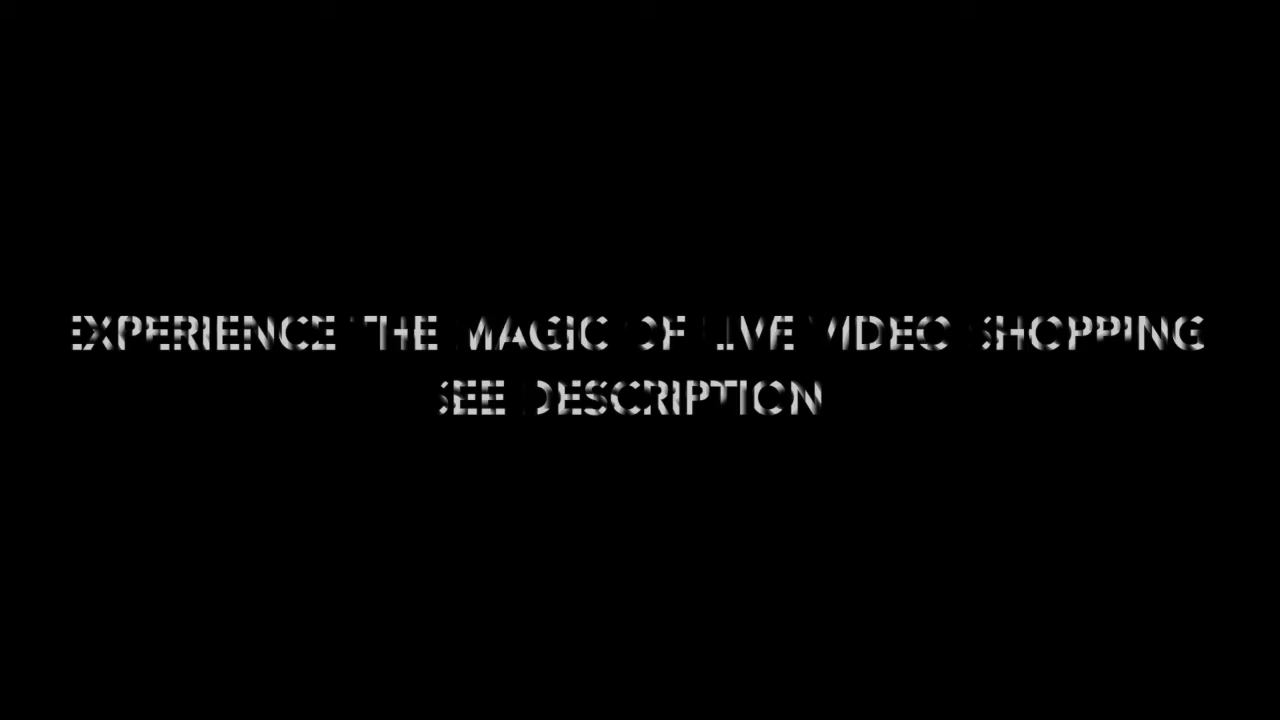 EXPERIENCE THE MAGIC OF LIVE VIDEO SHOPPING
SEE DESCRIPTION